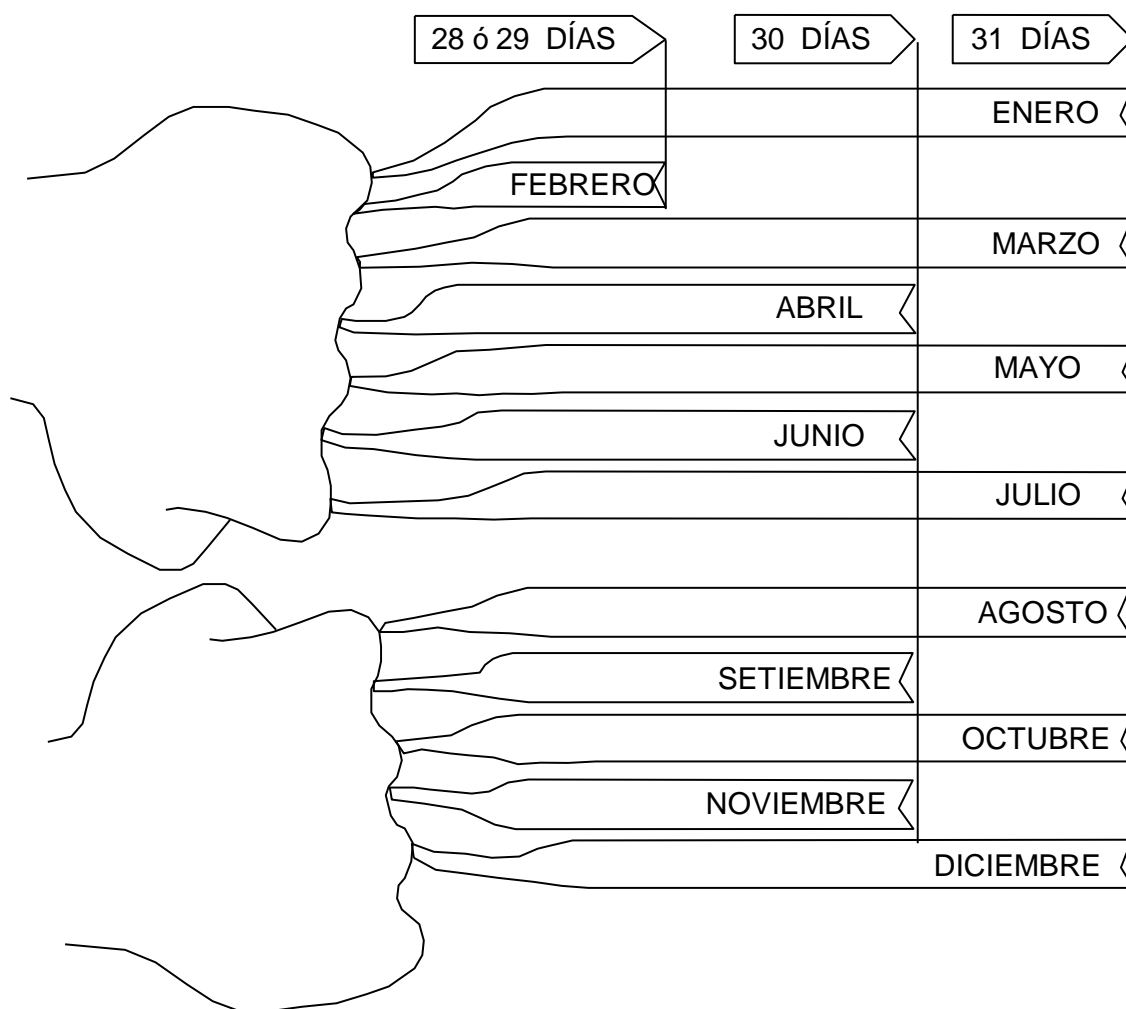 28 ó 29 DÍAS
30 DÍAS
31 DÍAS
ENERO
FEBRERO
MARZO
ABRIL
MAYO
JUNIO
JULIO
AGOSTO
SETIEMBRE
OCTUBRE
NOVIEMBRE
DICIEMBRE